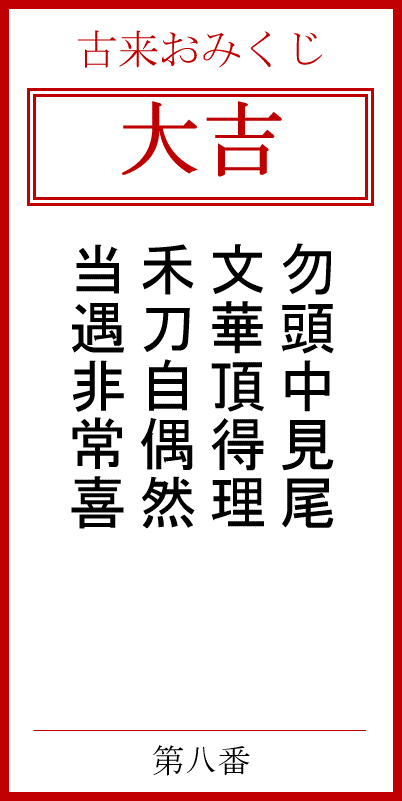 古来おみくじ
大吉
勿頭中見尾
文華頂得理
禾刀自偶然
当遇非常喜
第八番